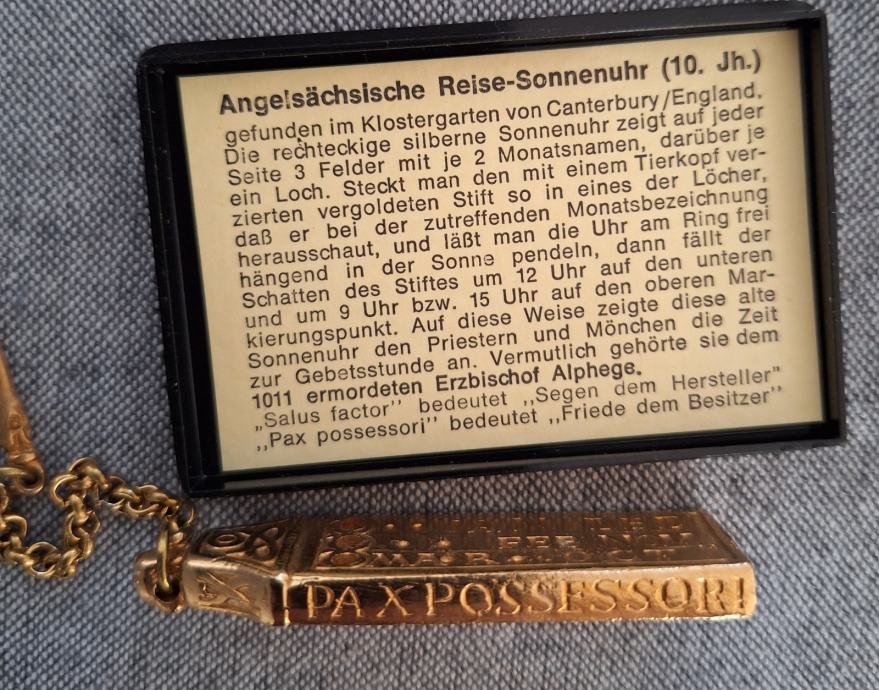 Angelsächsische Reise-Sonnenuhr (10. Jh.)
gefunden im Klostergarten von Canterbury/England.
Die rechteckige silberne Sonnenuhr zeigt auf jeder
Seite 3 Felder mit je 2 Monatsnamen, darüber je
ein Loch. Steckt man den mit einem Tierkopf ver-
zierten vergoldeten Stift so in eines der Löcher,
daß er bei der zutreffenden Monatsbezeichnung
herausschaut, und läßt man die Uhr am Ring frei
hängend in der Sonne pendeln, dann fällt der
Schatten des Stiftes um 12 Uhr auf den unteren
und um 9 Uhr bzw. 15 Uhr auf den oberen Mar-
kierungspunkt. Auf diese Weise zeigte diese alte
Sonnenuhr den Priestern und Mönchen die Zeit
zur Gebetsstunde an. Vermutlich gehörte sie dem
1011 ermordeten Erzbischof Alphege.
„Salus factor" bedeutet ,,Segen dem Hersteller"
,,Pax possessori'' bedeutet ,,Friede dem Besitzer''
FEB N
MAR OCT
PAX POSSESSORI